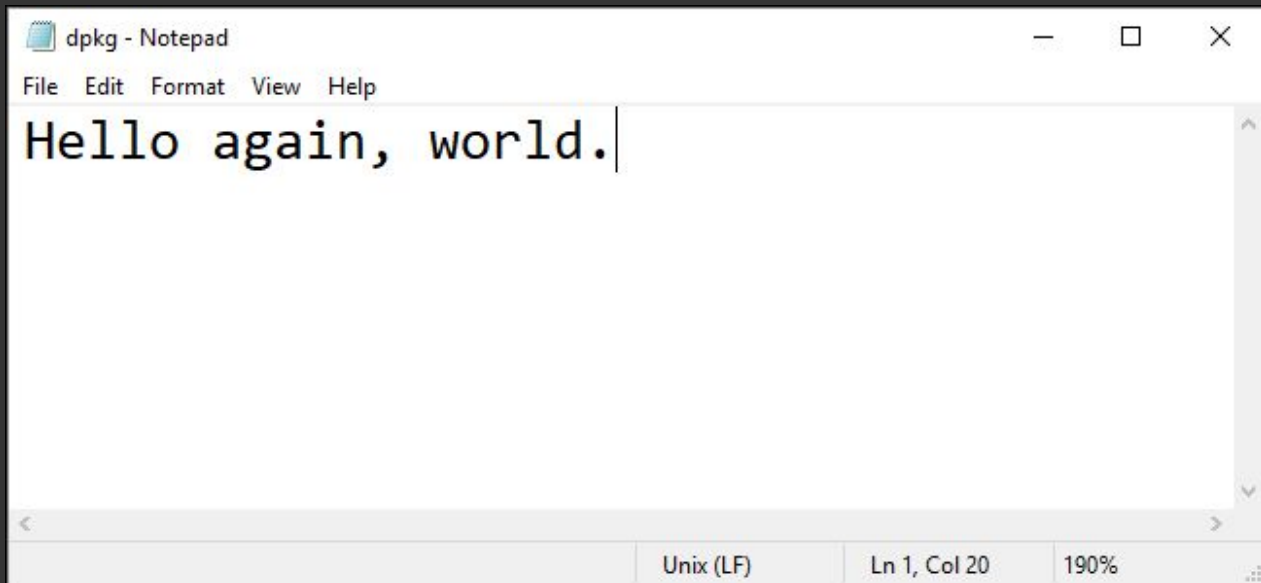 dpkg - Notepad
File Edit Format View Help
Hello again, world.
Unix (LF) Ln 1, Col 20 190%